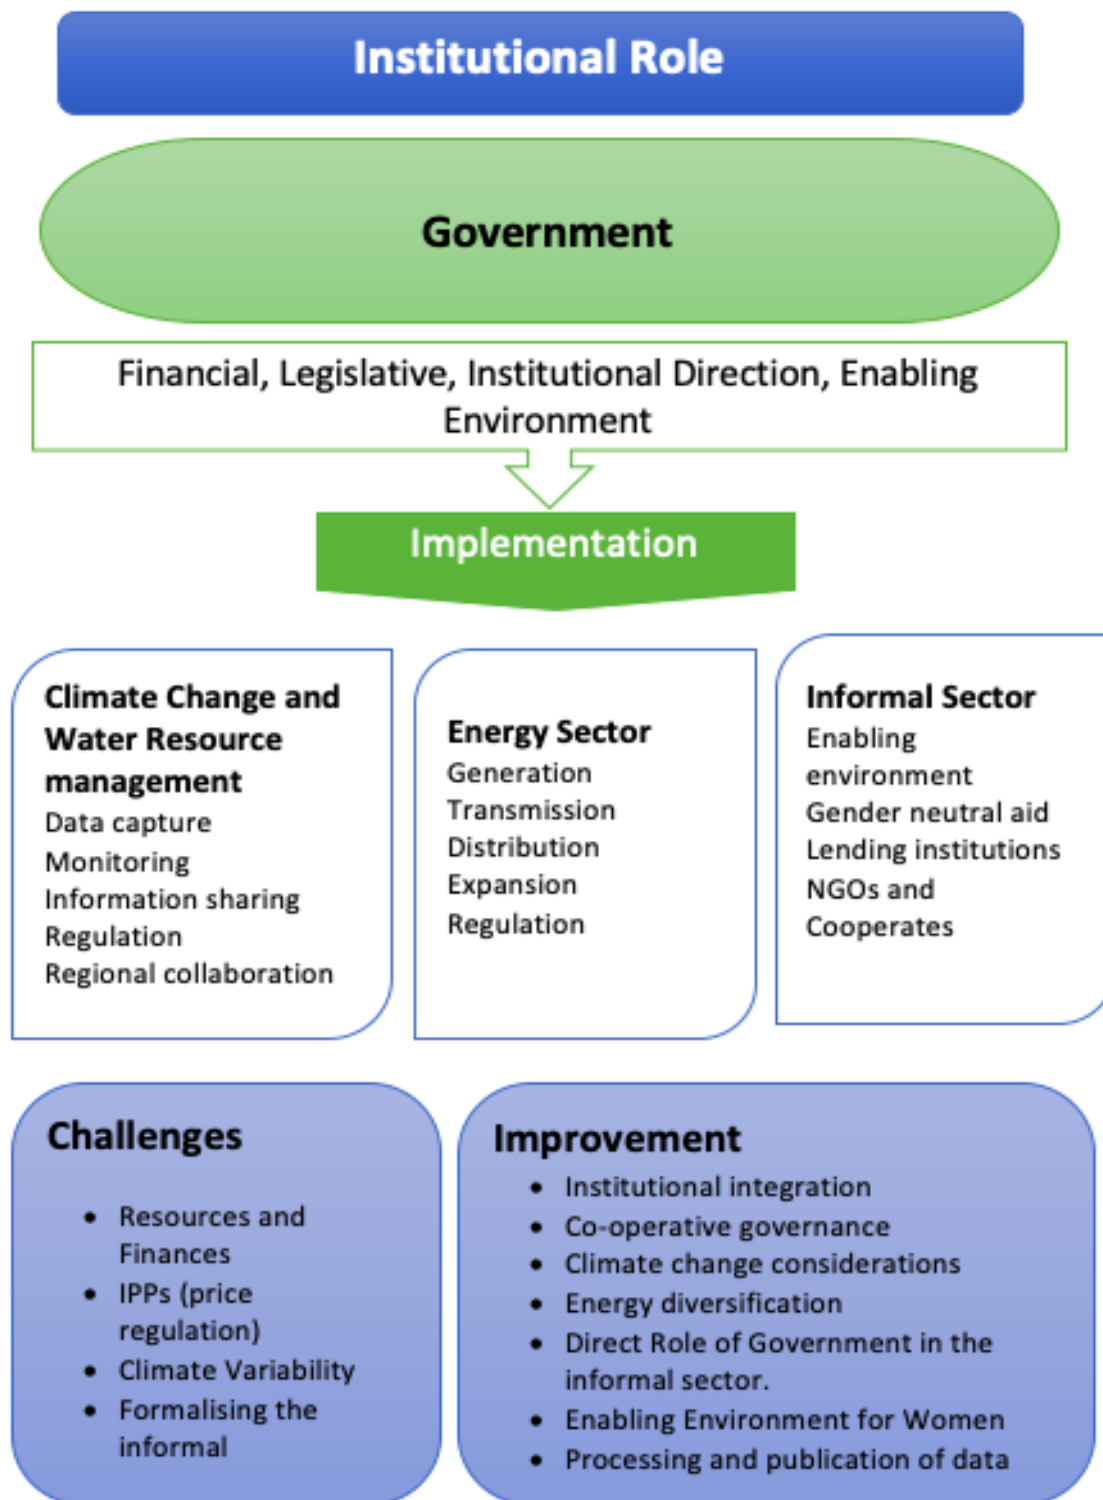 Institutional Role
Government
Financial, Legislative, Institutional Direction, Enabling
Environment
Implementation
Climate Change and
Water Resource
management
Data capture
Monitoring
Information sharing
Regulation
Regional collaboration
Energy Sector
Generation
Transmission
Distribution
Expansion
Regulation
Informal Sector
Enabling
environment
Gender neutral aid
Lending institutions
NGOs and
Cooperates
Challenges
• Resources and
Finances
• IPPs (price
regulation)
• Climate Variability
• Formalising the
informal
Improvement
• Institutional integration
• Co-operative governance
• Climate change considerations
• Energy diversification
• Direct Role of Government in the
informal sector.
• Enabling Environment for Women
• Processing and publication of data